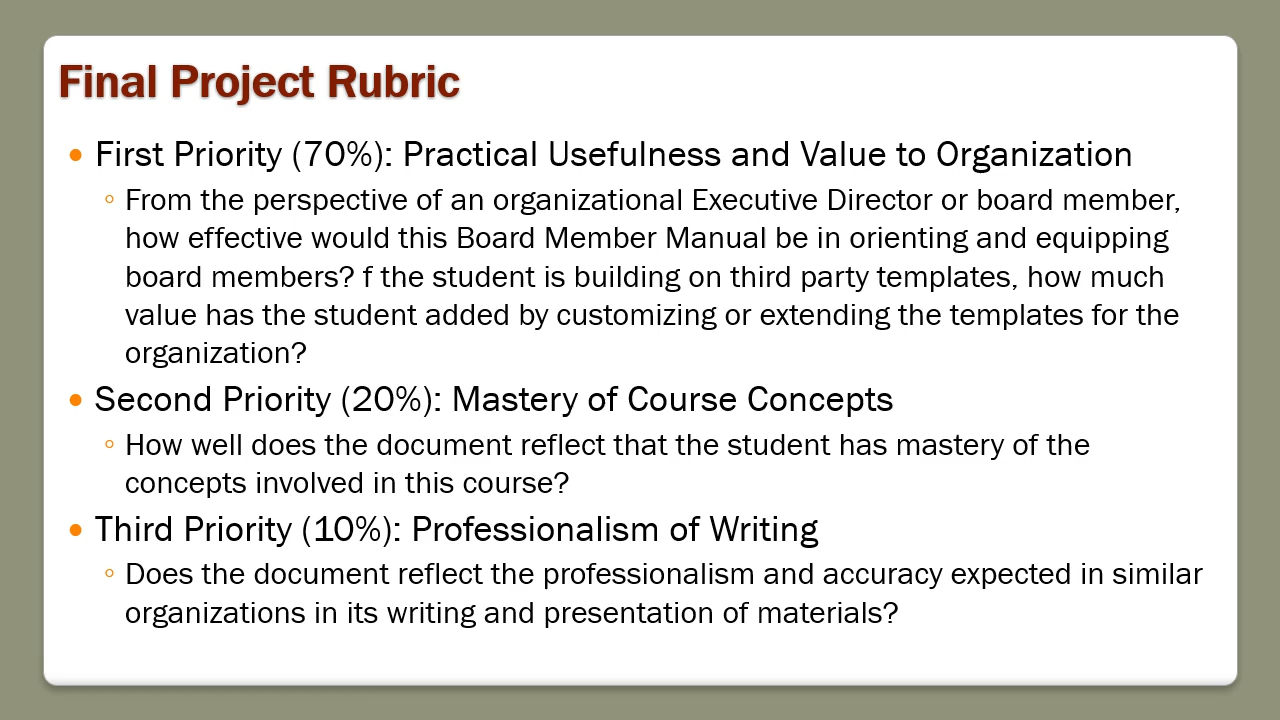 Final Project Rubric
• First Priority (70%): Practical Usefulness and Value to Organization
◦ From the perspective of an organizational Executive Director or board member,
how effective would this Board Member Manual be in orienting and equipping
board members? f the student is building on third party templates, how much
value has the student added by customizing or extending the templates for the
organization?
• Second Priority (20%): Mastery of Course Concepts
◦ How well does the document reflect that the student has mastery of the
concepts involved in this course?
• Third Priority (10%): Professionalism of Writing
◦ Does the document reflect the professionalism and accuracy expected in similar
organizations in its writing and presentation of materials?